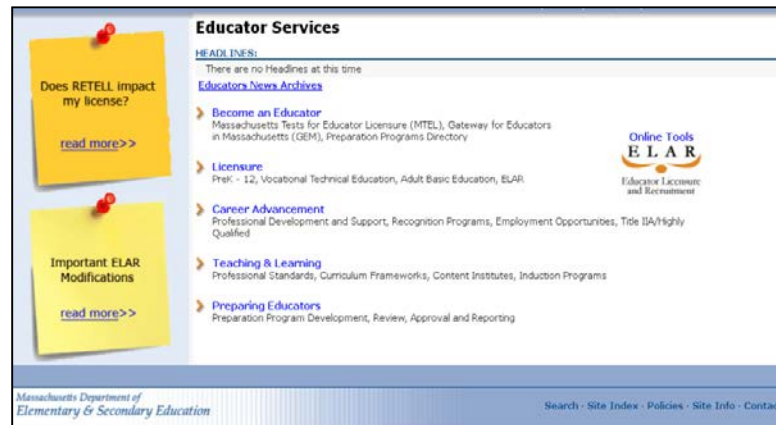 Does RETELL impact
my license?
read more>>
Important ELAR
Modifications
read more>>
Educator Services
HEADLINES:
There are no Headlines at this time
Educators News Archives
Become an Educator
Massachusetts Tests for Educator Licensure (MTEL), Gateway for Educators
in Massachusetts (GEM), Preparation Programs Directory
Licensure
PreK - 12, Vocational Technical Education, Adult Basic Education, ELAR
Career Advancement
Professional Development and Support, Recognition Programs, Employment Opportunities, Title IIA/Highly
Qualified
Teaching & Learning
Professional Standards, Curriculum Frameworks, Content Institutes, Induction Programs
Preparing Educators
Preparation Program Development, Review, Approval and Reporting
Online Tools
ELAR
Educator Licensure
and Recruitment
Massachusetts Department of
Elementary & Secondary Education
Search · Site Index · Policies · Site Info · Contac